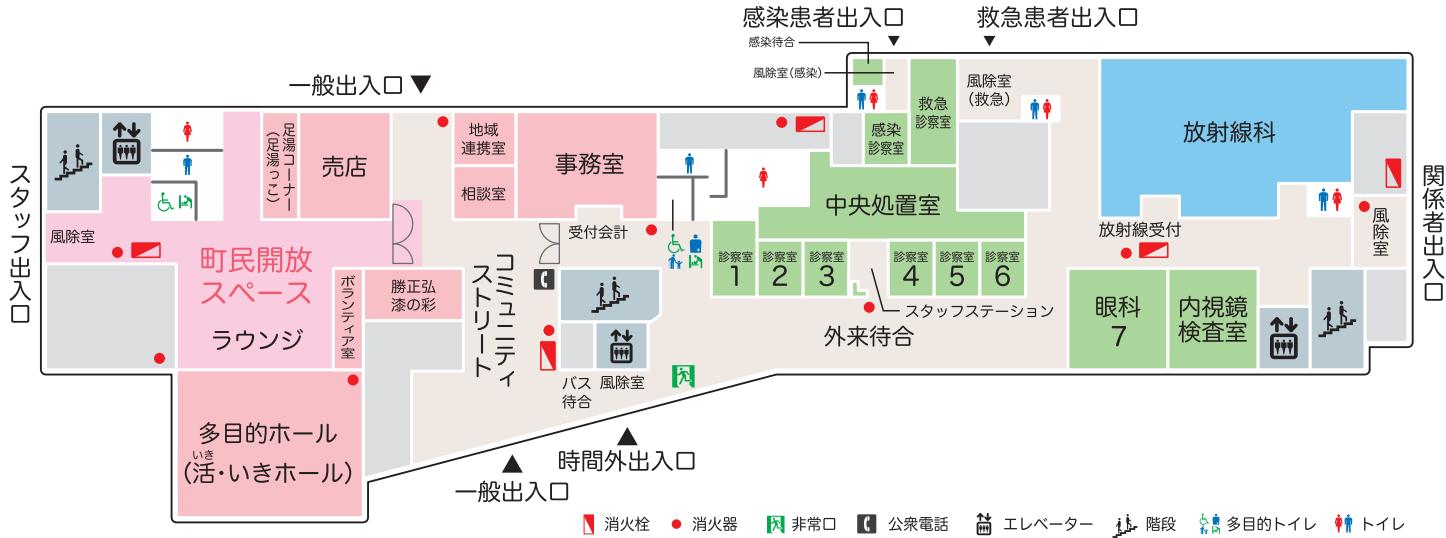 感染患者出入口
救急患者出入口
感染待合
風除室(感染)
一般出入口
風除室
(救急)
救急
診察室
感染
診察室
放射線科
スタッフ出入口
関係者出入口
足湯コーナー
(足湯っこ)
売店
地域
連携室
相談室
事務室
中央処置室
風除室
受付会計
放射線受付
風除室
町民開放
スペース
ラウンジ
ボランティア室
勝正弘
漆の彩
コミュニティ
ストリート
診察室
1
診察室
2
診察室
3
診察室
4
診察室
5
診察室
6
スタッフステーション
外来待合
眼科
7
内視鏡
検査室
バス
待合
風除室
多目的ホール
いき
(活・いきホール)
時間外出入口
一般出入口
消火栓
消火器
非常口
公衆電話
エレベーター
階段
多目的トイレ
トイレ